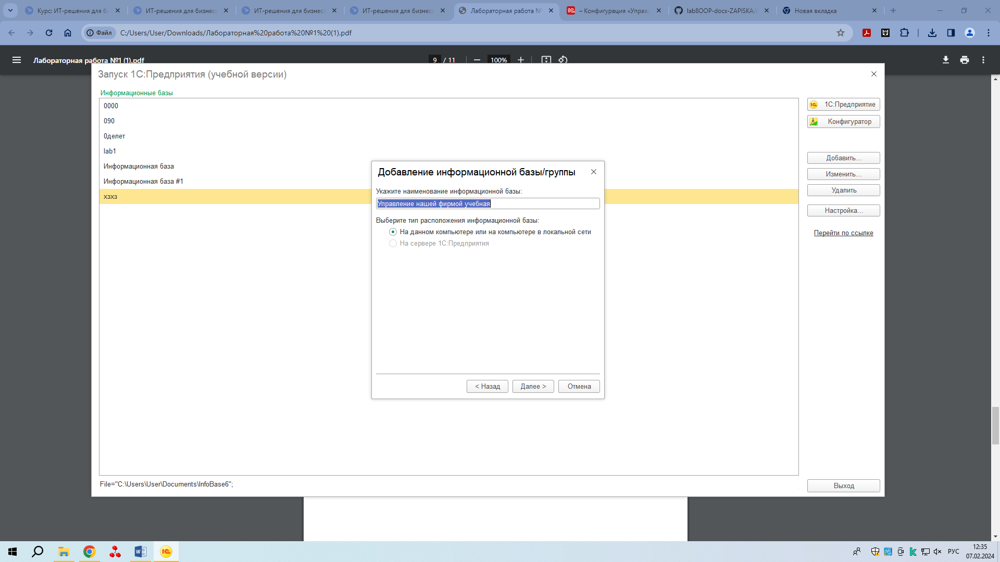 Курс: ИТ-решения для б
ИТ-решения для бизнеса
ИТ-решения для бизнеса
ИТ-решения для бизнеса
Лабораторная работа №
– Конфигурация «Управл
lab8OOP-docx-ZAPISKA/
Новая вкладка
Файл
C:/Users/User/Downloads/Лабораторная%20работа%20№1%20(1).pdf
Лабораторная работа №1 (1).pdf
9 / 11
100%
Запуск 1С:Предприятия (учебной версии)
Информационные базы
0000
090
0делет
lab1
Информационная база
Информационная база #1
хзхз
1С:Предприятие
Конфигуратор
Добавить...
Изменить...
Удалить
Настройка...
Перейти по ссылке
Добавление информационной базы/группы
Укажите наименование информационной базы:
Управление нашей фирмой учебная
Выберите тип расположения информационной базы:
На данном компьютере или на компьютере в локальной сети
На сервере 1С:Предприятия
< Назад
Далее >
Отмена
File="C:\Users\User\Documents\InfoBase6";
Выход
РУС
12:35
07.02.2024